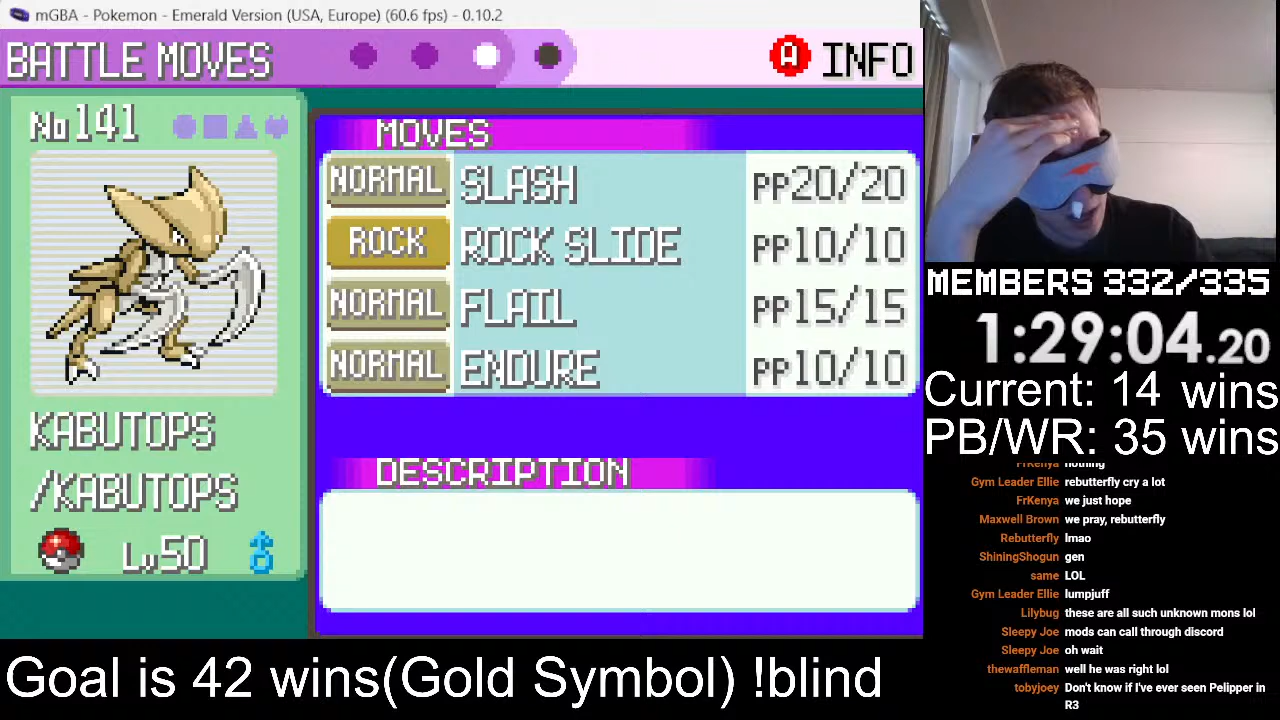 mGBA - Pokemon - Emerald Version (USA, Europe) (60.6 fps) - 0.10.2
BATTLE MOVES
A INFO
No141
MOVES
NORMAL SLASH PP20/20
ROCK ROCK SLIDE PP10/10
NORMAL FLAIL PP15/15
NORMAL ENDURE PP10/10
KABUTOPS
/KABUTOPS
Lv50 ♂
DESCRIPTION
MEMBERS 332/335
1:29:04.20
Current: 14 wins
PB/WR: 35 wins
FrKenya nothing
Gym Leader Ellie rebutterfly cry a lot
FrKenya we just hope
Maxwell Brown we pray, rebutterfly
Rebutterfly lmao
ShiningShogun gen
same LOL
Gym Leader Ellie lumpjuff
Lilybug these are all such unknown mons lol
Sleepy Joe mods can call through discord
Sleepy Joe oh wait
thewaffleman well he was right lol
tobyjoey Don't know if I've ever seen Pelipper in
R3
Goal is 42 wins(Gold Symbol) !blind